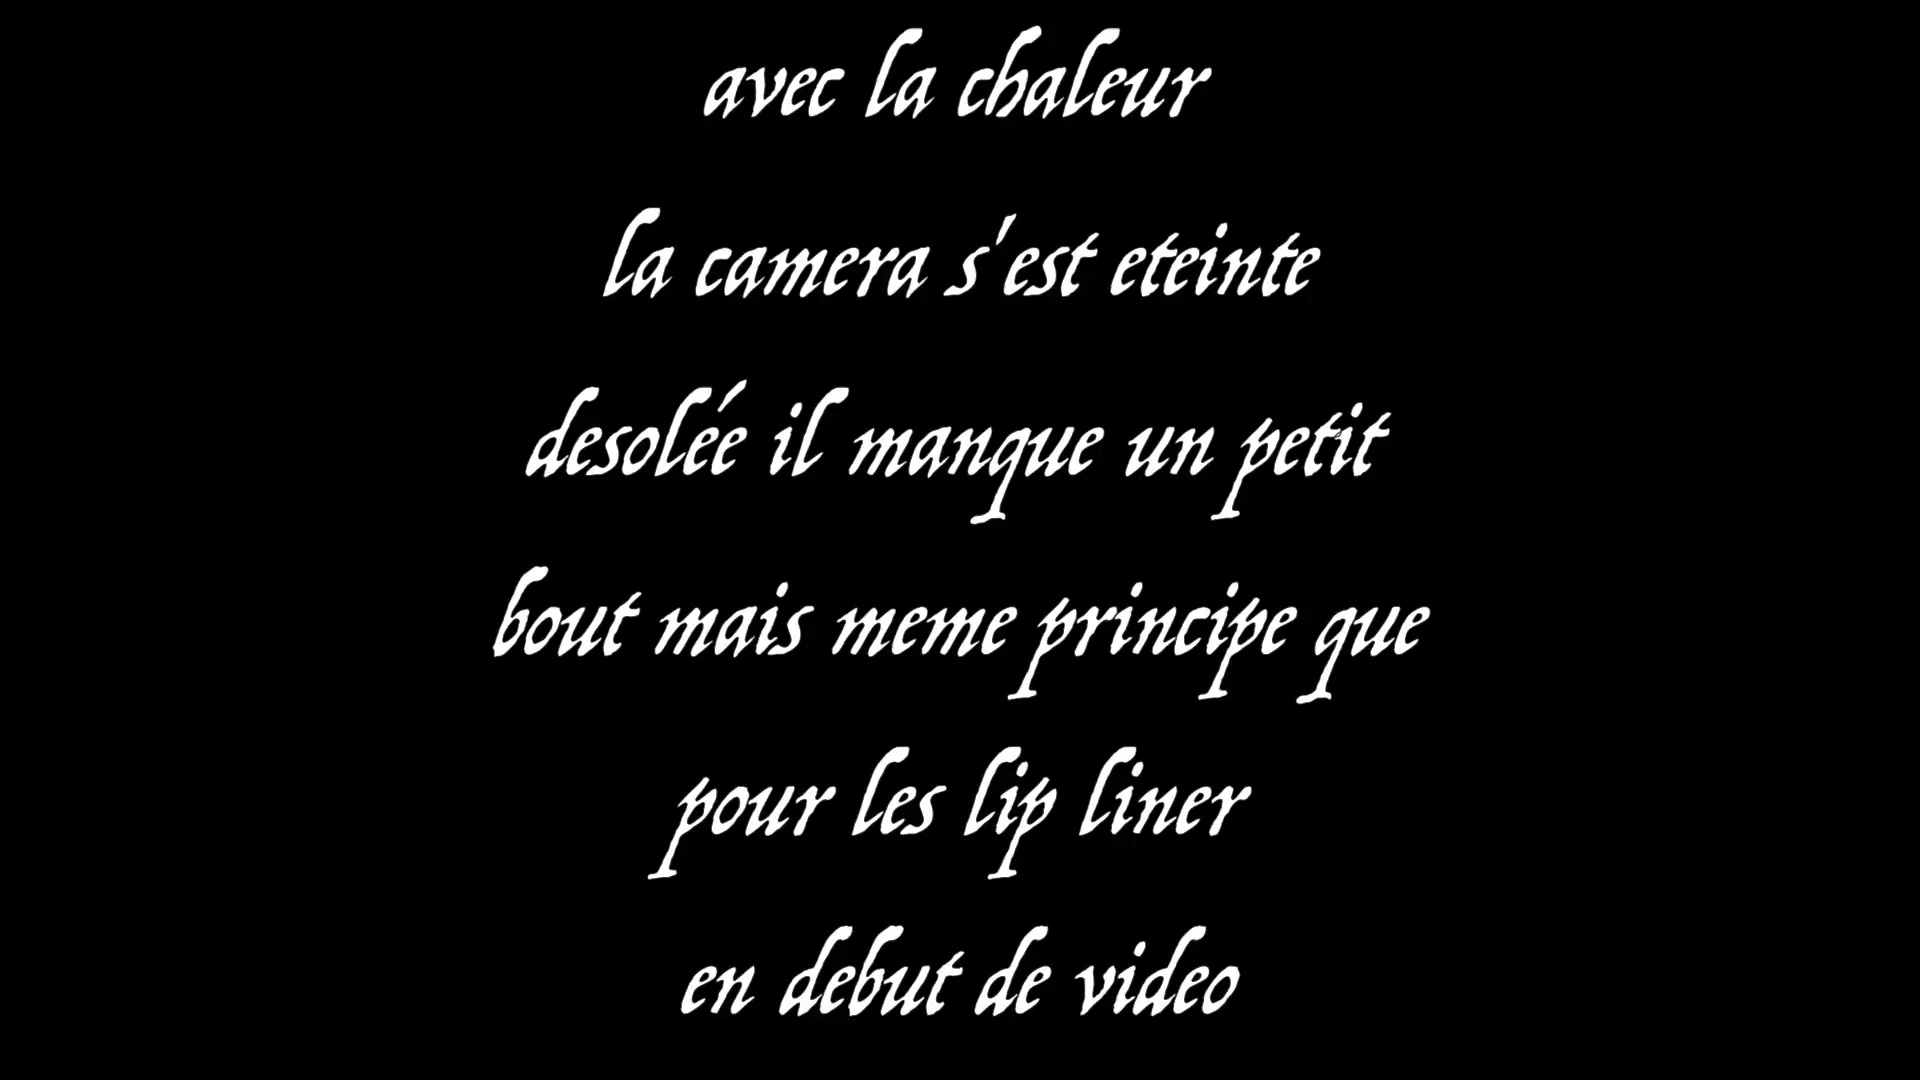 avec la chaleur
la camera s'est eteinte
desolée il manque un petit
bout mais meme principe que
pour les lip liner
en debut de video